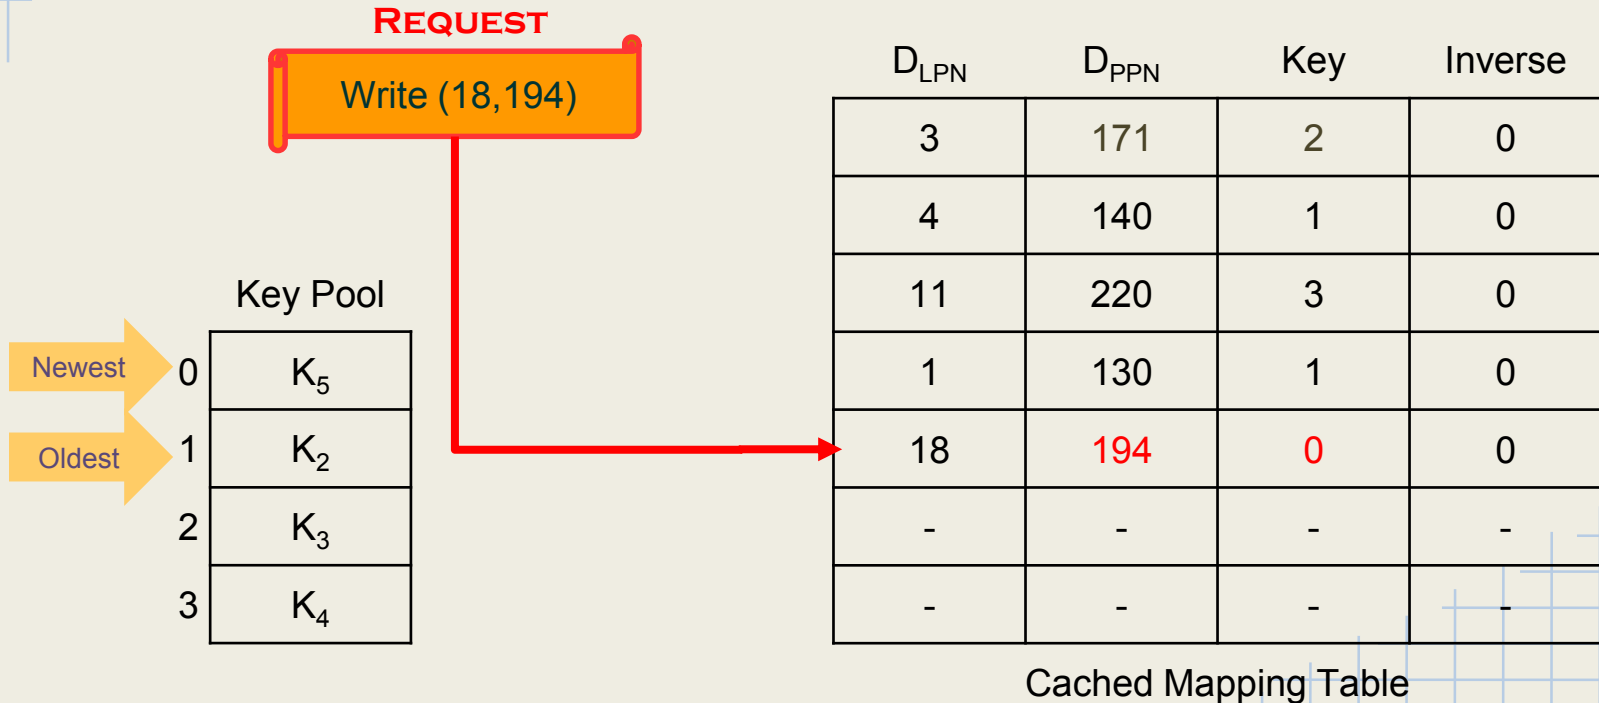 REQUEST
Write (18,194)
Key Pool
Newest 0 K5
Oldest 1 K2
2 K3
3 K4
DLPN DPPN Key Inverse
3 171 2 0
4 140 1 0
11 220 3 0
1 130 1 0
18 194 0 0
- - - -
- - - -
Cached Mapping Table